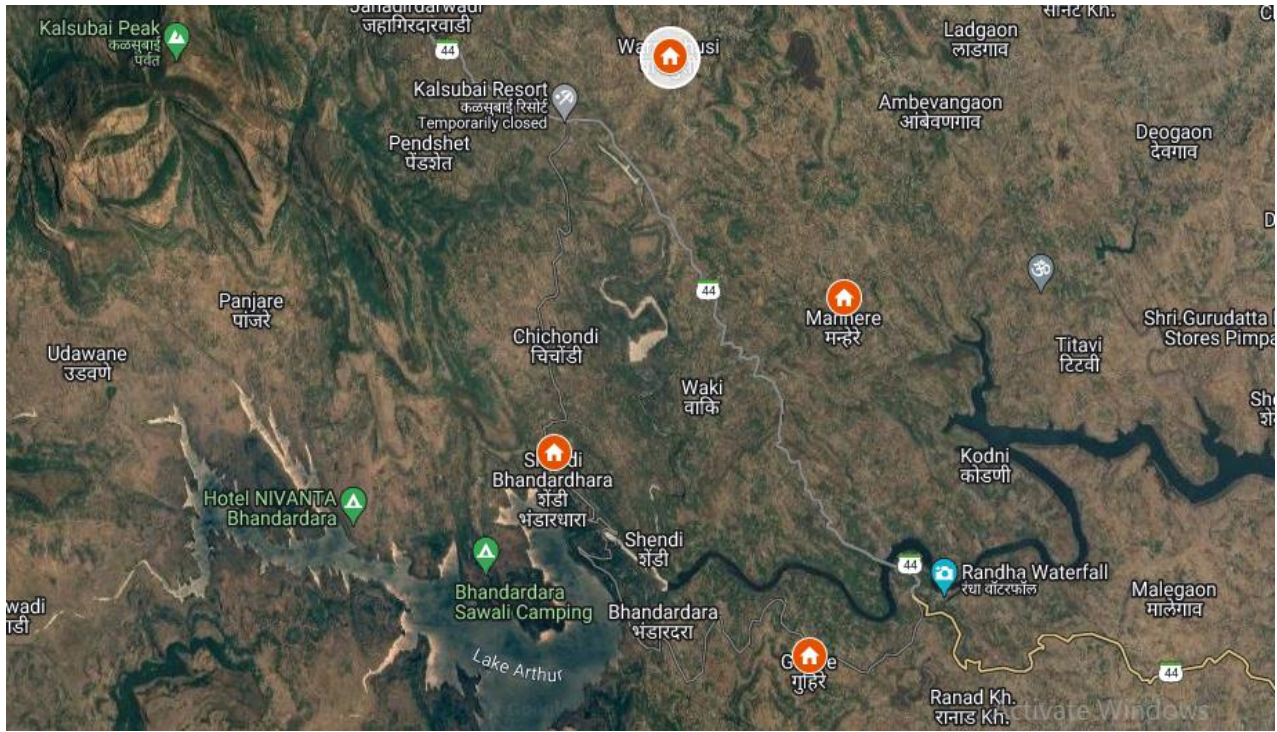 Jahagirdarwadi
जहागिरदारवाडी
Kalsubai Peak
कळसुबाई
पर्वत
44
Ladgaon
लाडगाव
Kalsubai Resort
कळसुबाई रिसोर्ट
Temporarily closed
Ambevangaon
आंबेवणगाव
Pendshet
पेंडशेत
Deogaon
देवगाव
44
Panjare
पांजरे
Manhere
मन्हेरे
Shri.Gurudatta
Stores
Chichondi
चिचोंडी
Titavi
टिटवी
Udawane
उडवणे
Waki
वाकि
Kodni
कोडणी
Bhandardhara
शेंडी
भंडारधारा
Hotel NIVANTA
Bhandardara
Shendi
शेंडी
44
Randha Waterfall
रंधा वॉटरफॉल
Bhandardara
Sawali Camping
Bhandardara
भंडारदरा
Malegaon
मालेगाव
wadi
Lake Arthur
गुहिरे
44
Ranad Kh.
रानाड Kh.
Activate Windows